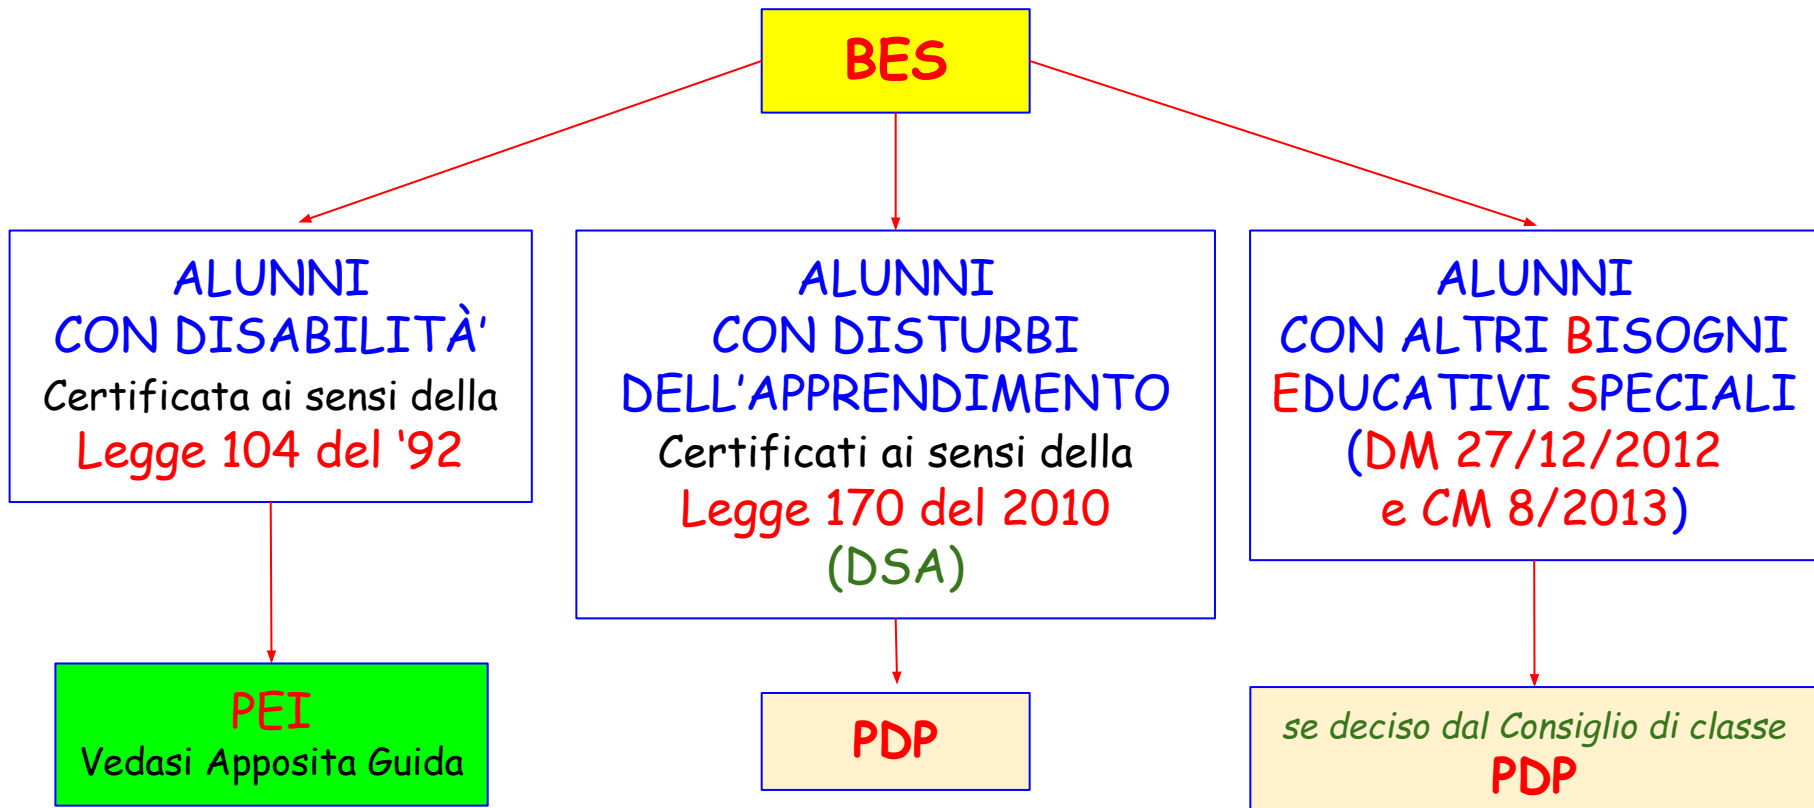 BES
ALUNNI
CON DISABILITÀ'
Certificata ai sensi della
Legge 104 del '92
ALUNNI
CON DISTURBI
DELL'APPRENDIMENTO
Certificati ai sensi della
Legge 170 del 2010
(DSA)
ALUNNI
CON ALTRI BISOGNI
EDUCATIVI SPECIALI
(DM 27/12/2012
e CM 8/2013)
PEI
Vedasi Apposita Guida
PDP
se deciso dal Consiglio di classe
PDP